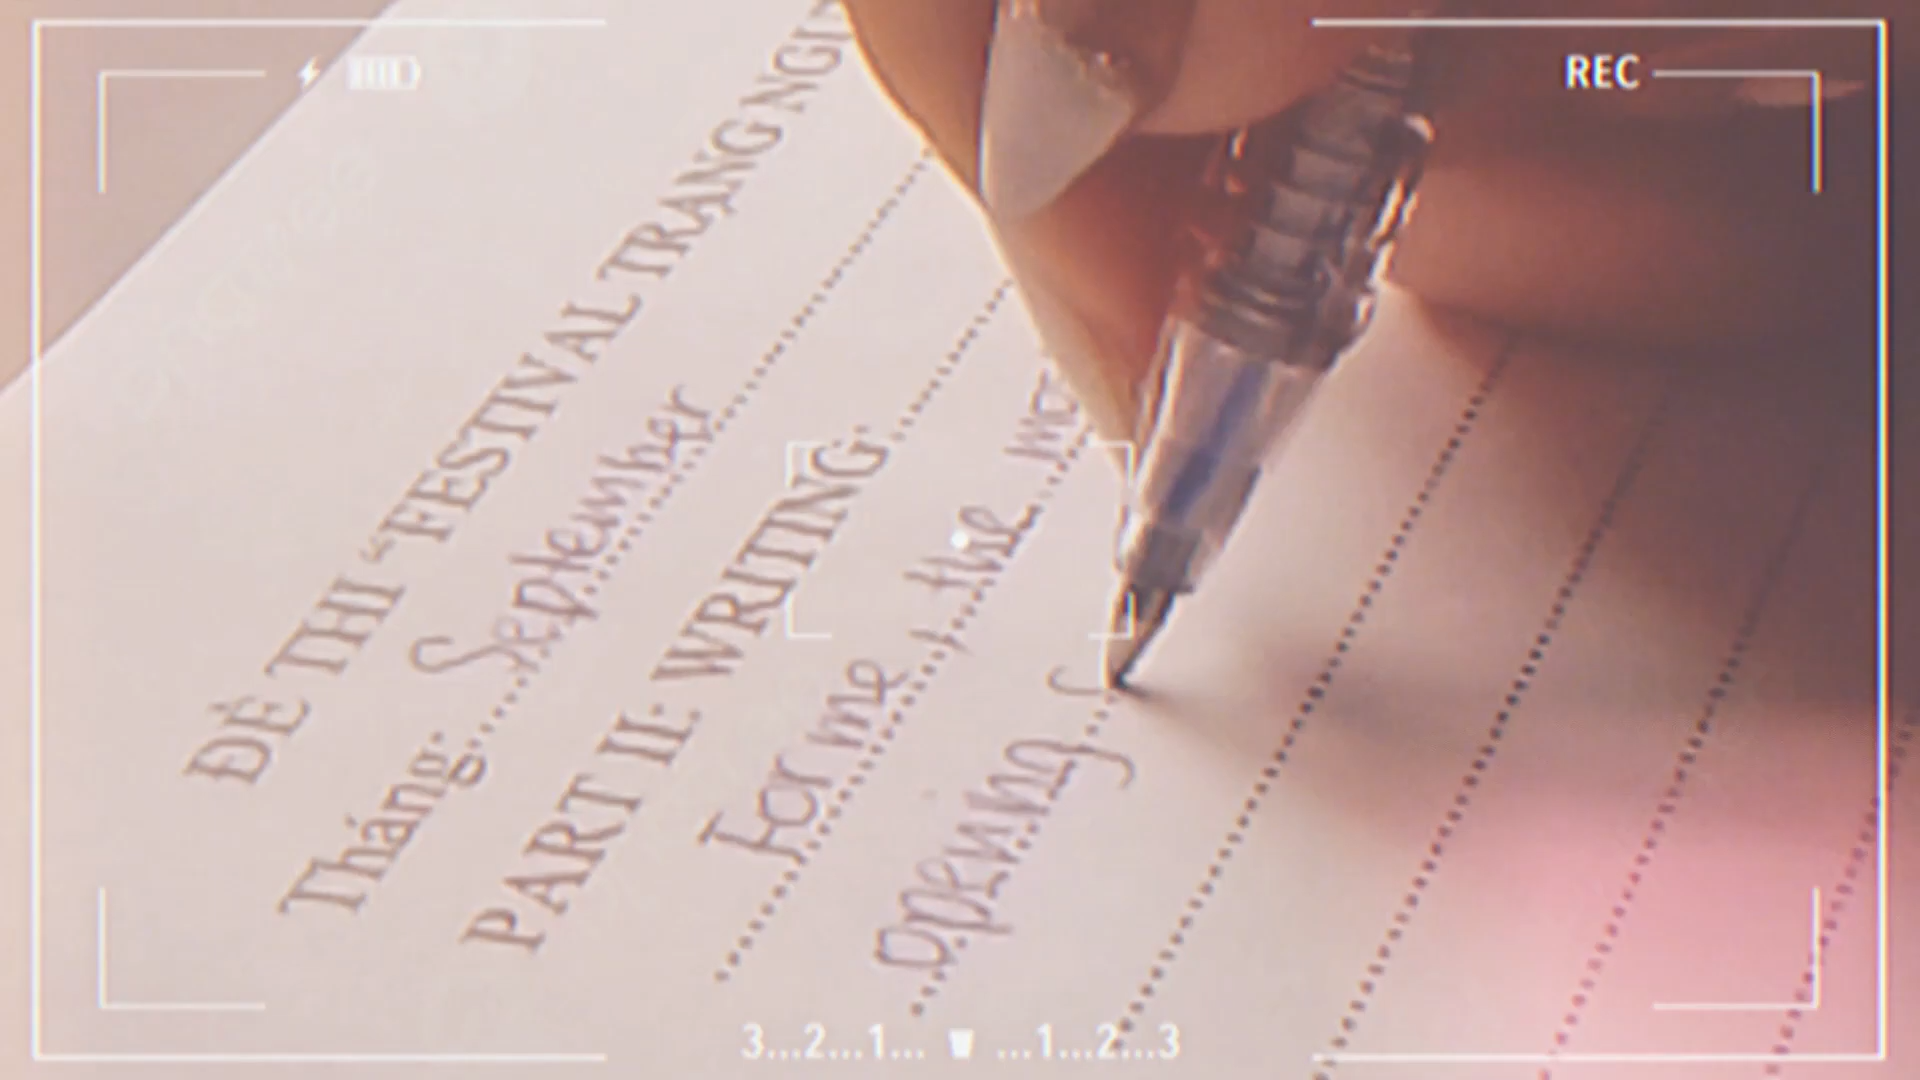 REC
ĐỀ THI “FESTIVAL TRẠNG
Tháng: September
PART II: WRITING
For me, the
opening
3...2...1... ...1...2...3